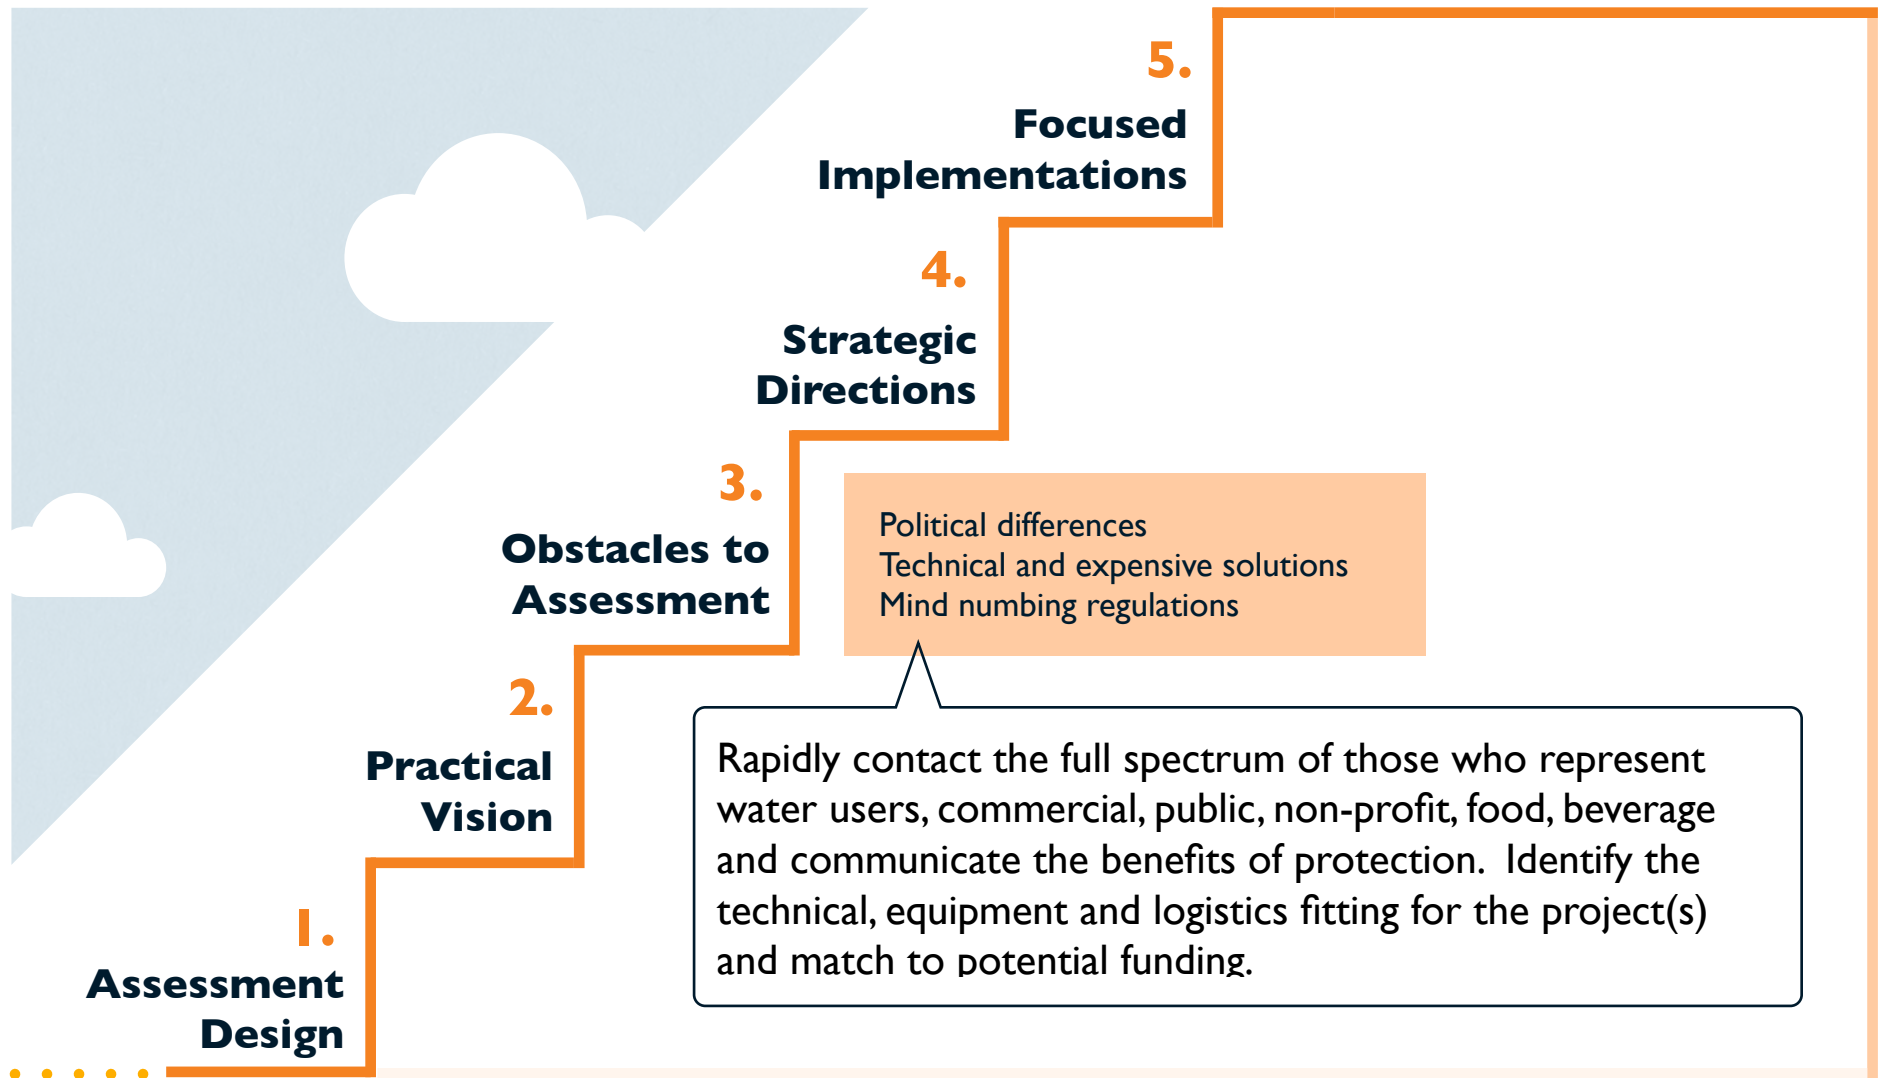 5.
Focused
Implementations
4.
Strategic
Directions
3.
Obstacles to
Assessment
Political differences
Technical and expensive solutions
Mind numbing regulations
2.
Practical
Vision
Rapidly contact the full spectrum of those who represent
water users, commercial, public, non-profit, food, beverage
and communicate the benefits of protection.  Identify the
technical, equipment and logistics fitting for the project(s)
and match to potential funding.
1.
Assessment
Design